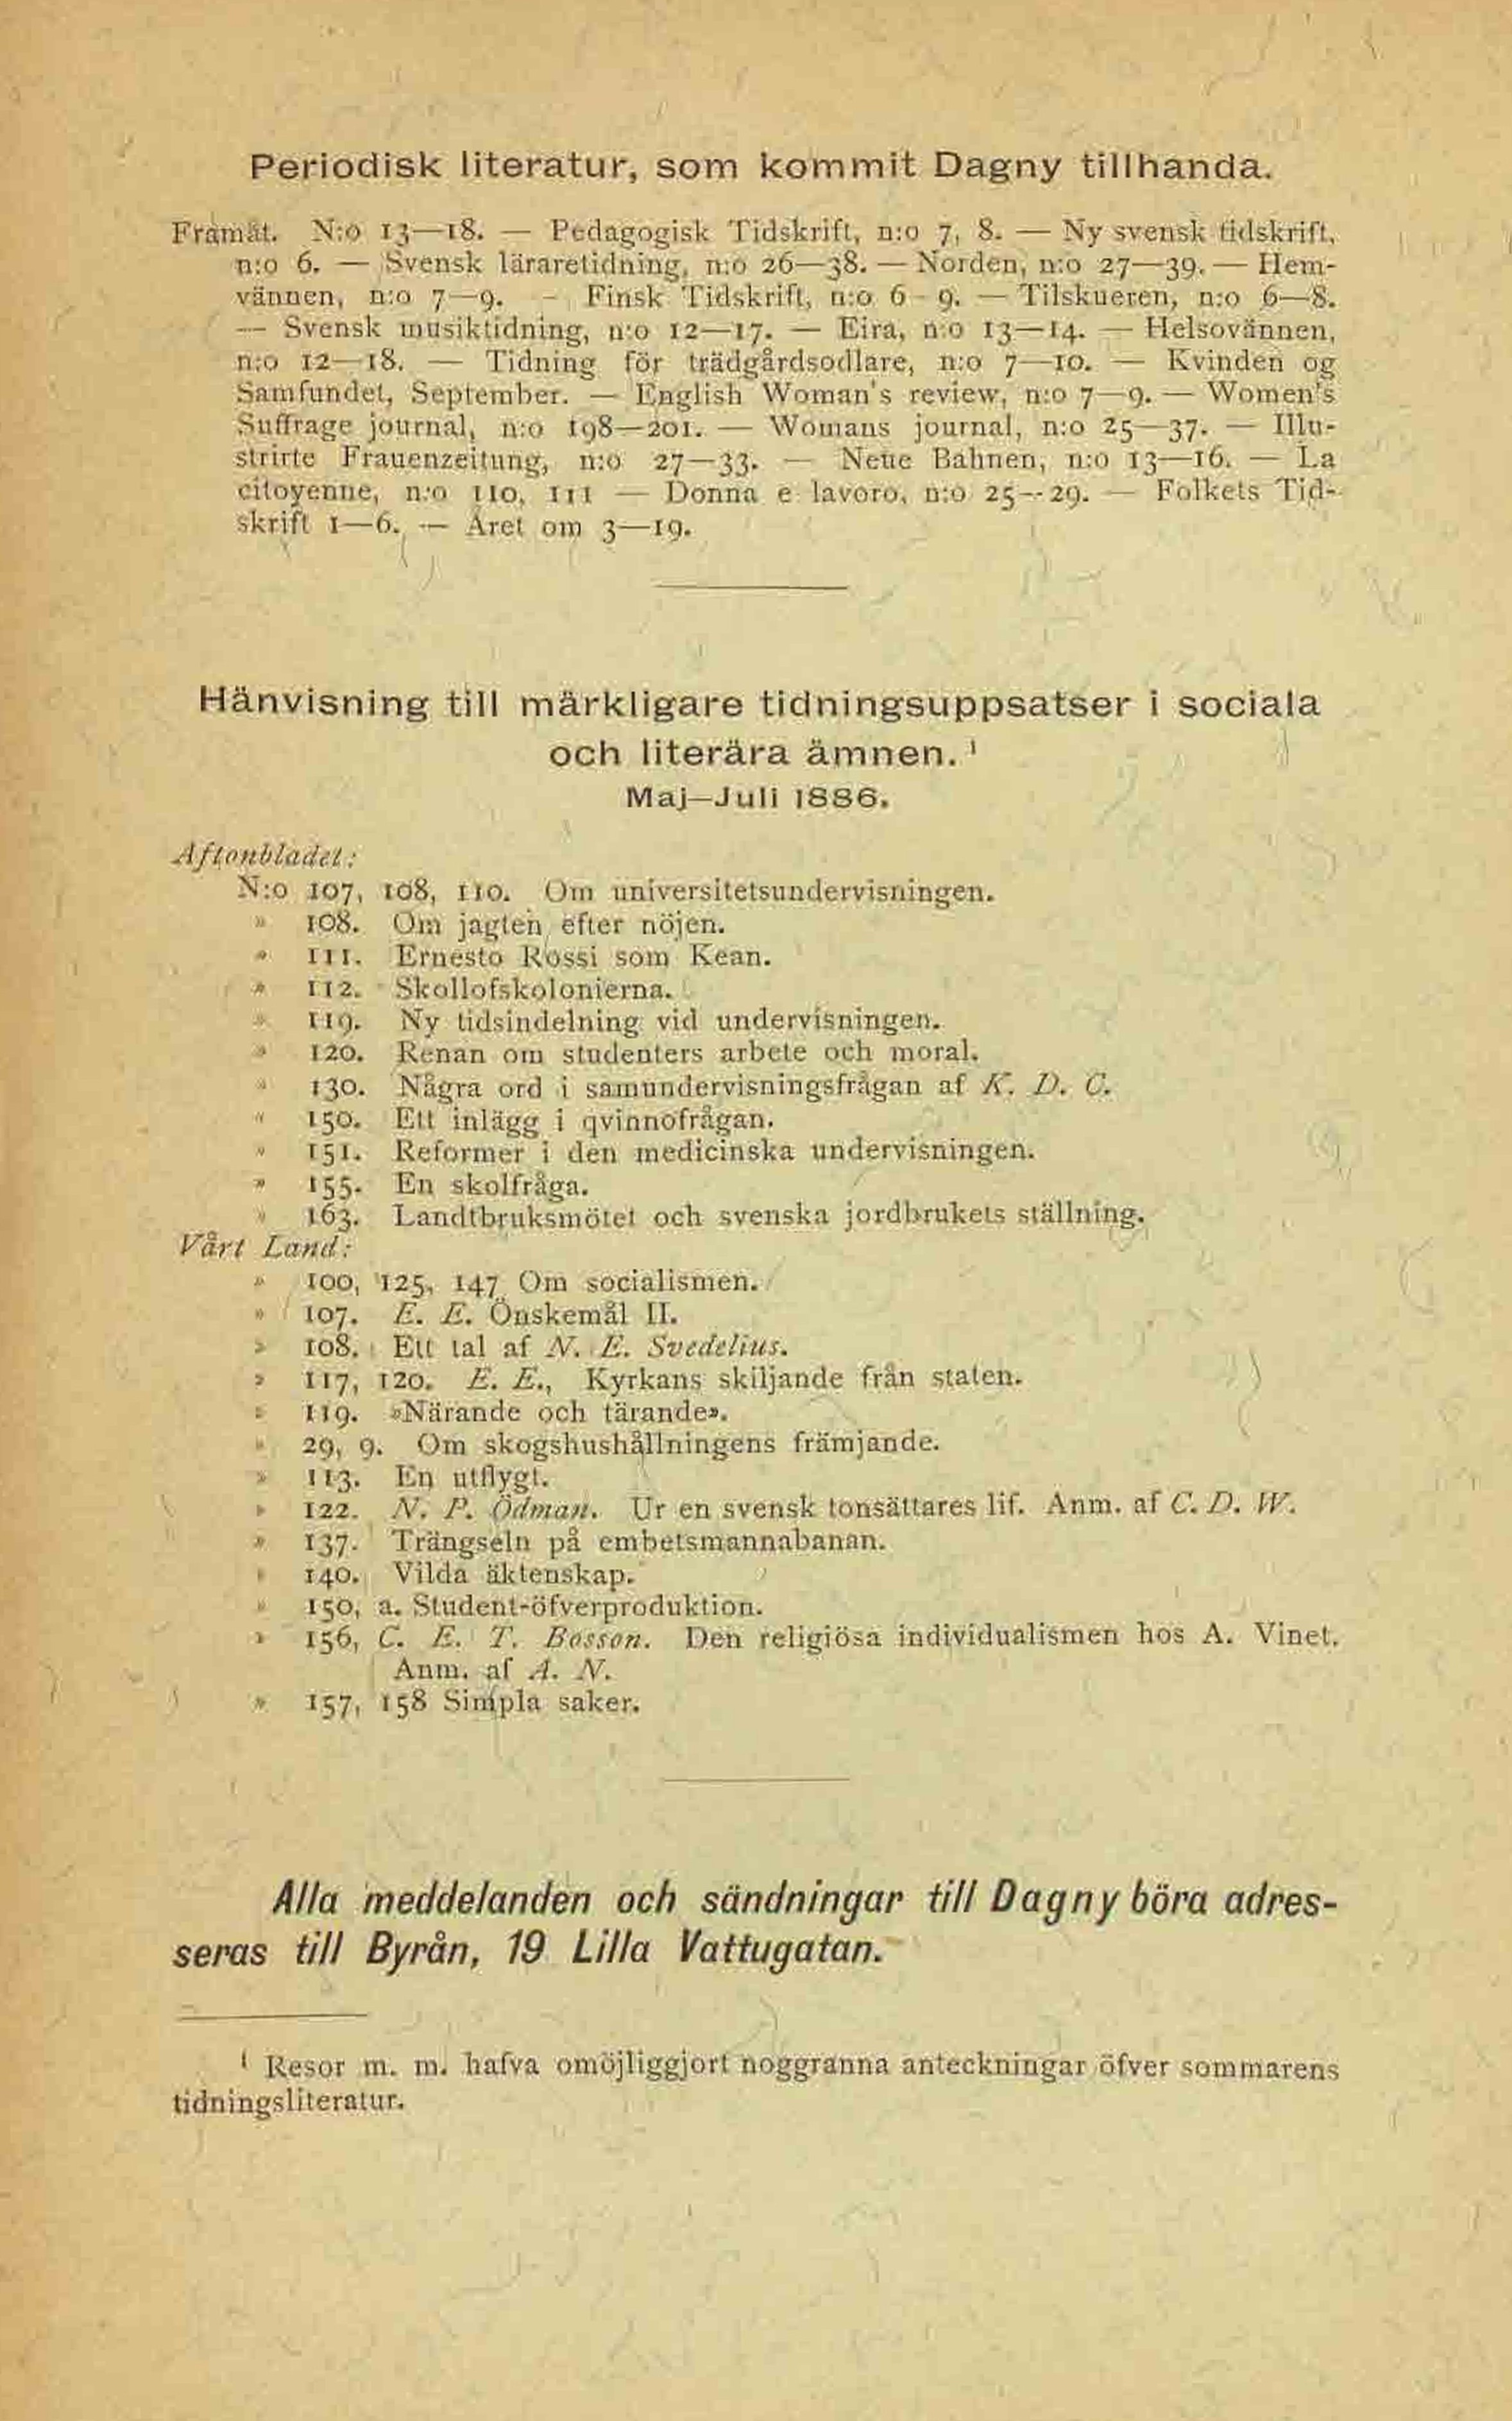 Periodisk literatur, som kommit Dagny tillhanda.
Framåt. N:o 13—18. — Pedagogisk Tidskrift, n:o 7, 8. — Ny svensk tidskrift,
n:o 6. — Svensk läraretidning, n:o 26—38. — Norden, n:o 27—39. — Hem-
vännen, n:o 7—9. — Finsk Tidskrift, n:o 6—9. — Tilskueren, n:o 6—8.
— Svensk musiktidning, n:o 12—17. — Eira, n:o 13—14. — Helsovännen,
n:o 12—18. — Tidning för trädgårdsodlare, n:o 7—10. — Kvinden og
Samfundet, September. — English Woman's review, n:o 7—9. — Women's
Suffrage journal, n:o 198—201. — Womans journal, n:o 25—37. — Illu-
strirte Frauenzeitung, n:o 27—33. — Neue Bahnen, n:o 13—16. — La
citoyenne, n:o 110, 111 — Donna e lavoro, n:o 25—29. — Folkets Tid-
skrift 1—6. — Året om 3—19.
Hänvisning till märkligare tidningsuppsatser i sociala
och literära ämnen. ¹
Maj—Juli 1886.
Aftonbladet:
N:o 107, 108, 110. Om universitetsundervisningen.
» 108. Om jagten efter nöjen.
» 111. Ernesto Rossi som Kean.
» 112. Skollofskolonierna.
» 119. Ny tidsindelning vid undervisningen.
» 120. Renan om studenters arbete och moral.
» 130. Några ord i samundervisningsfrågan af K. D. C.
» 150. Ett inlägg i qvinnofrågan.
» 151. Reformer i den medicinska undervisningen.
» 155. En skolfråga.
» 163. Landtbruksmötet och svenska jordbrukets ställning.
Vårt Land:
» 100, 125, 147 Om socialismen.
» 107. E. E. Önskemål II.
» 108. Ett tal af N. E. Svedelius.
» 117, 120. E. E., Kyrkans skiljande från staten.
» 119. »Närande och tärande».
» 29, 9. Om skogshushållningens främjande.
» 113. En utflygt.
» 122. N. P. Ödman. Ur en svensk tonsättares lif. Anm. af C. D. W.
» 137. Trängseln på embetsmannabanan.
» 140. Vilda äktenskap.
» 150, a. Student-öfverproduktion.
» 156, C. E. T. Bosson. Den religiösa individualismen hos A. Vinet.
Anm. af A. N.
» 157, 158 Simpla saker.
Alla meddelanden och sändningar till Dagny böra adres-
seras till Byrån, 19 Lilla Vattugatan.
¹ Resor m. m. hafva omöjliggjort noggranna anteckningar öfver sommarens
tidningsliteratur.